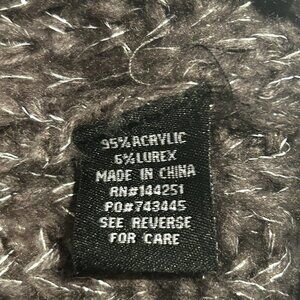 95% ACRYLIC
5% LUREX
MADE IN CHINA
RN#144251
PO#743445
SEE REVERSE
FOR CARE